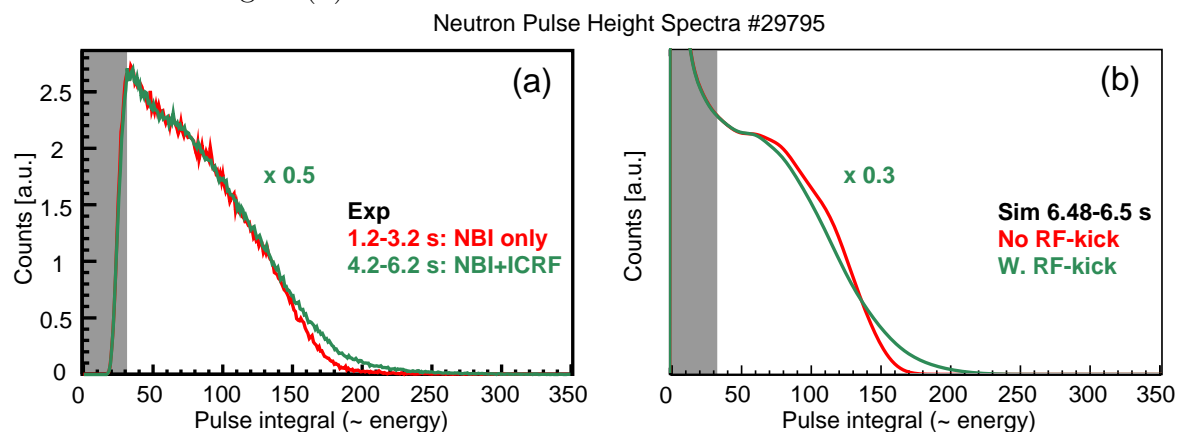 Neutron Pulse Height Spectra #29795
(a)
2.5
2
1.5
1
0.5
0
Counts [a.u.]
x 0.5
Exp
1.2-3.2 s: NBI only
4.2-6.2 s: NBI+ICRF
0 50 100 150 200 250 300 350
Pulse integral (~ energy)
(b)
Counts [a.u.]
x 0.3
Sim 6.48-6.5 s
No RF-kick
W. RF-kick
0 50 100 150 200 250 300 350
Pulse integral (~ energy)